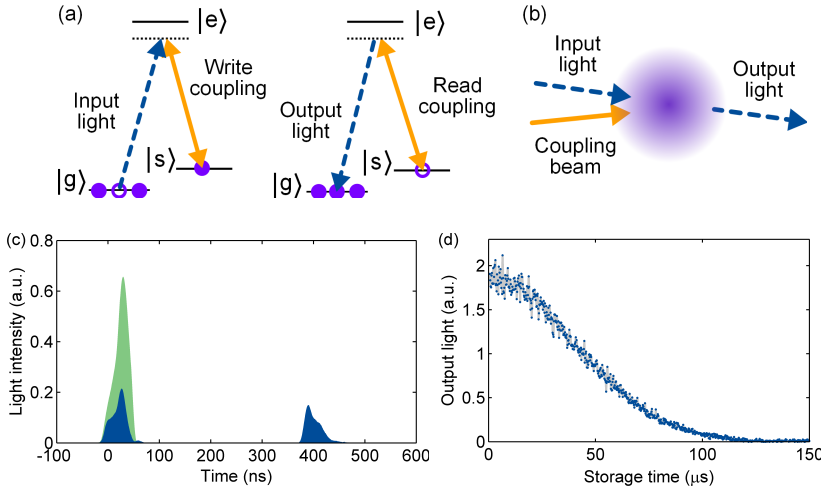 (a)
|e⟩
Input
light
Write
coupling
|g⟩
|s⟩
|e⟩
Output
light
Read
coupling
|g⟩
|s⟩
(b)
Input
light
Output
light
Coupling
beam
(c)
Light intensity (a.u.)
0.8
0.6
0.4
0.2
0
-100 0 100 200 300 400 500 600
Time (ns)
(d)
Output light (a.u.)
2
1.5
1
0.5
0
0 50 100 150
Storage time (μs)